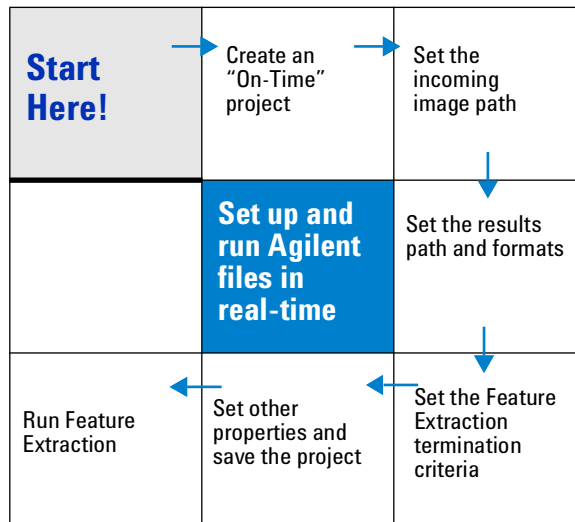 Start
Here!
Create an
“On-Time”
project
Set the
incoming
image path
Set up and
run Agilent
files in
real-time
Set the results
path and formats
Run Feature
Extraction
Set other
properties and
save the project
Set the Feature
Extraction
termination
criteria